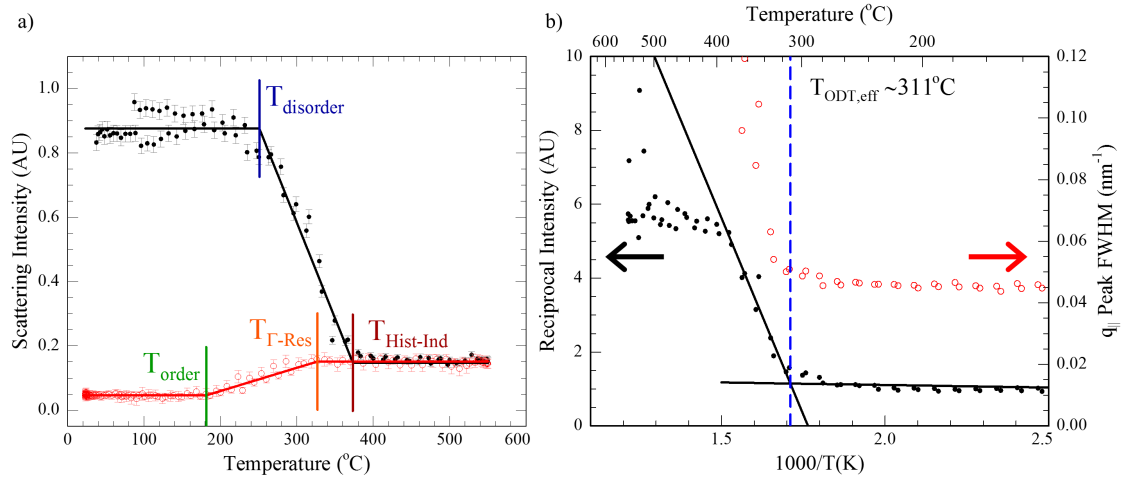 a)
Scattering Intensity (AU)
1.0
0.8
0.6
0.4
0.2
0.0
0
100
200
300
400
500
600
Temperature (°C)
T_disorder
T_Γ-Res
T_Hist-Ind
T_order
b)
Temperature (°C)
600
500
400
300
200
Reciprocal Intensity (AU)
10
8
6
4
2
0
T_ODT,eff ~311°C
0.12
0.10
0.08
0.06
0.04
0.02
0.00
q_|| Peak FWHM (nm⁻¹)
1.5
2.0
2.5
1000/T(K)